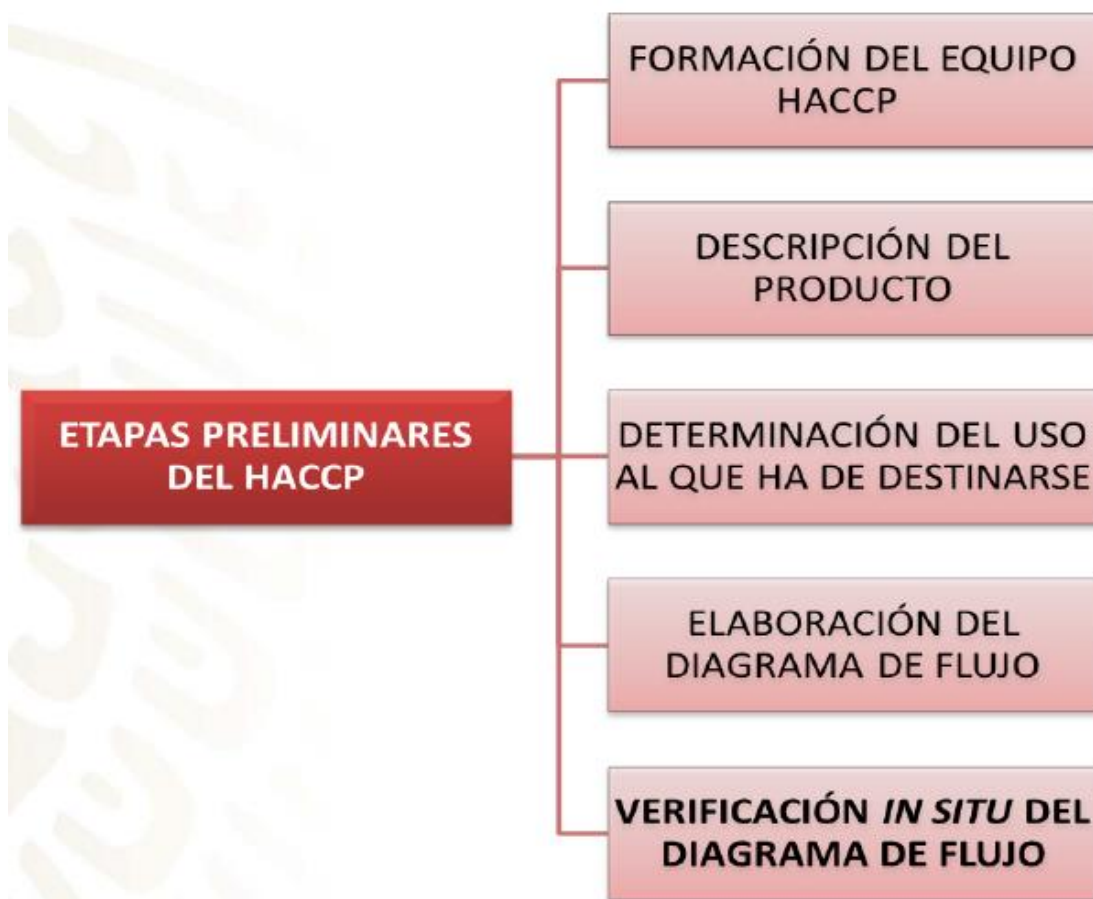 FORMACIÓN DEL EQUIPO
HACCP
DESCRIPCIÓN DEL
PRODUCTO
ETAPAS PRELIMINARES
DEL HACCP
DETERMINACIÓN DEL USO
AL QUE HA DE DESTINARSE
ELABORACIÓN DEL
DIAGRAMA DE FLUJO
VERIFICACIÓN IN SITU DEL
DIAGRAMA DE FLUJO